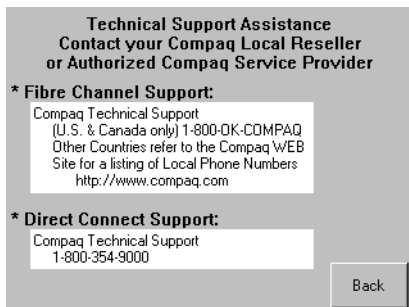 Technical Support Assistance
Contact your Compaq Local Reseller
or Authorized Compaq Service Provider
* Fibre Channel Support:
Compaq Technical Support
(U.S. & Canada only) 1-800-OK-COMPAQ
Other Countries refer to the Compaq WEB
Site for a listing of Local Phone Numbers
http://www.compaq.com
* Direct Connect Support:
Compaq Technical Support
1-800-354-9000
Back